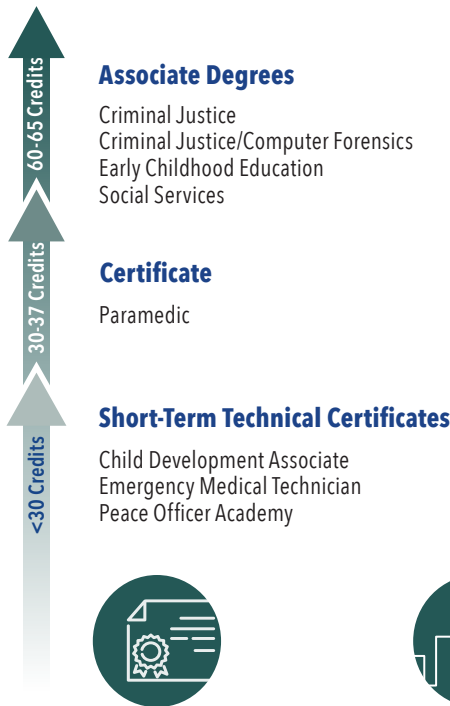 60-65 Credits
Associate Degrees
Criminal Justice
Criminal Justice/Computer Forensics
Early Childhood Education
Social Services
30-37 Credits
Certificate
Paramedic
<30 Credits
Short-Term Technical Certificates
Child Development Associate
Emergency Medical Technician
Peace Officer Academy